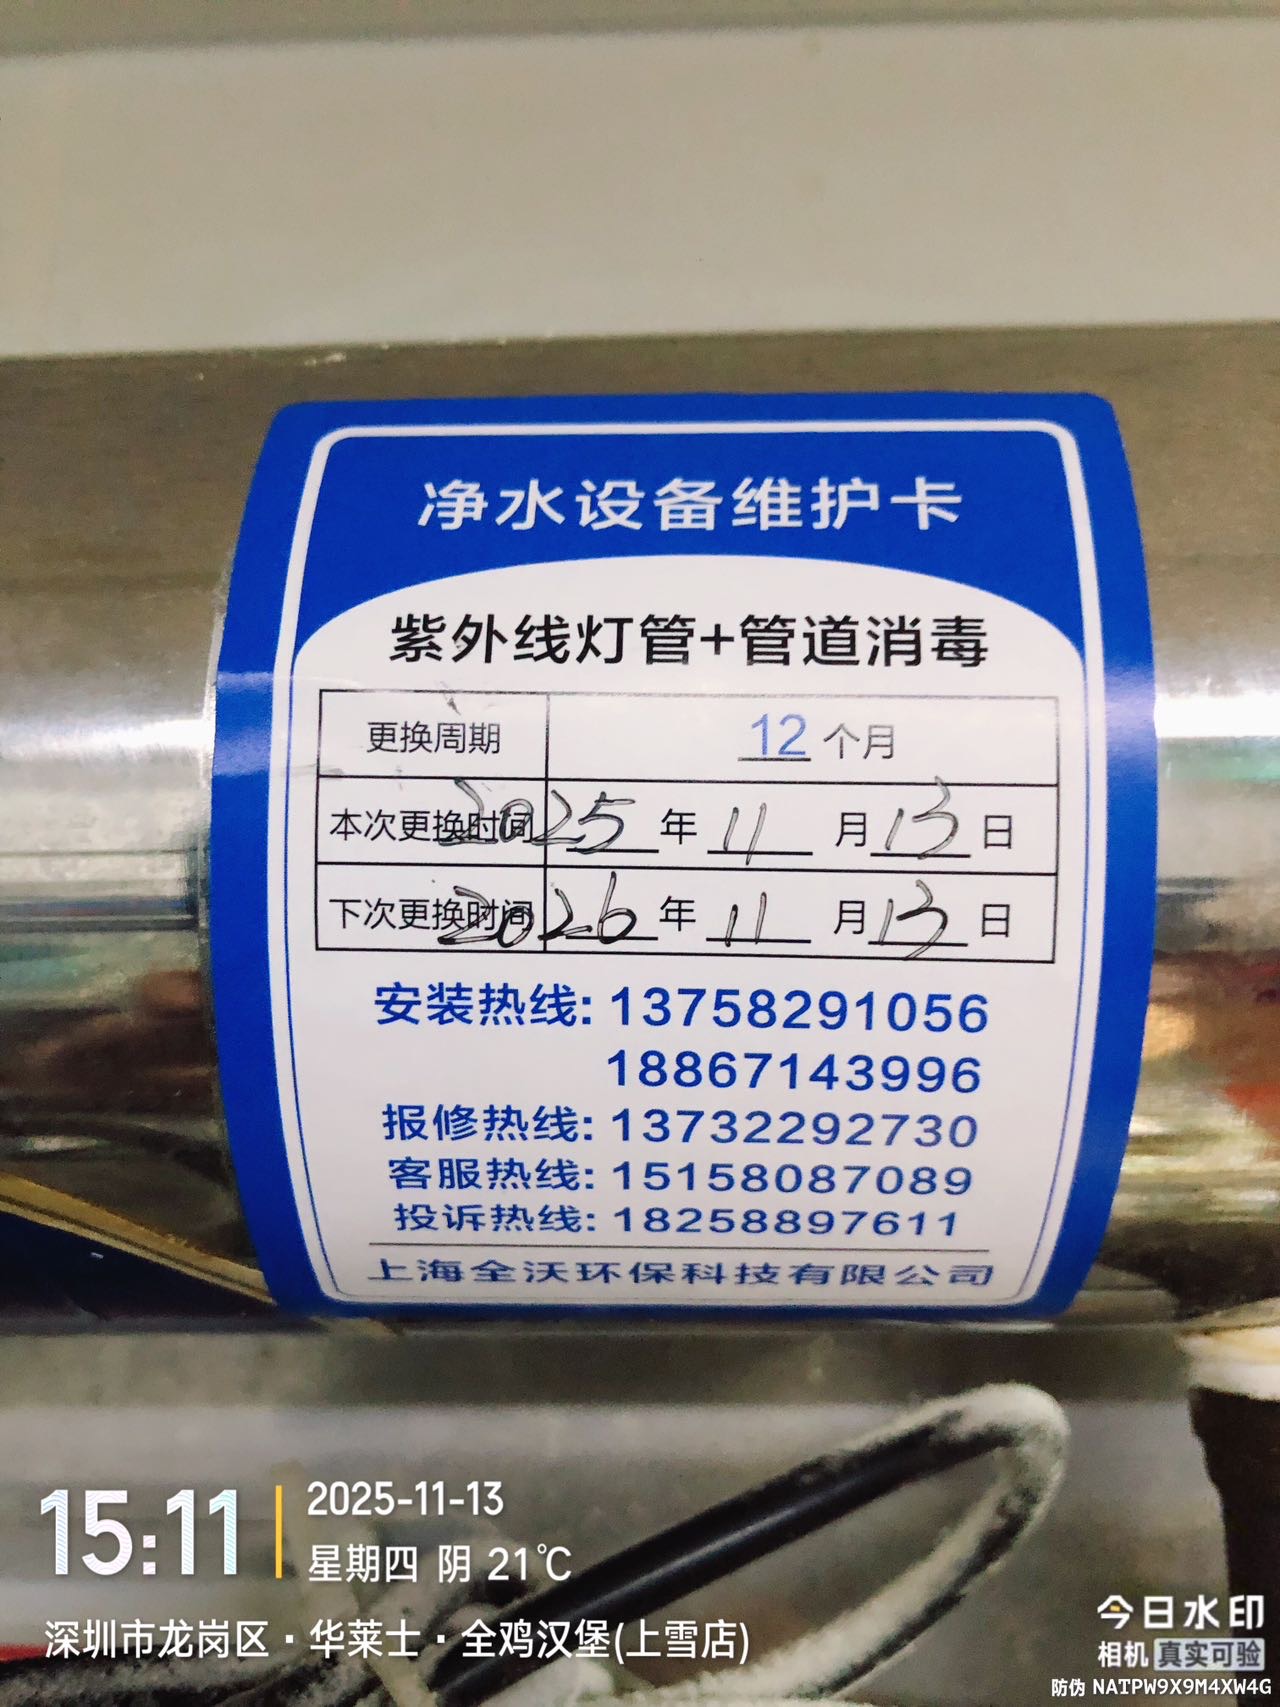 净水设备维护卡
紫外线灯管+管道消毒
更换周期 12 个月
本次更换时间 2025 年 11 月 13 日
下次更换时间 2026 年 11 月 13 日
安装热线: 13758291056
18867143996
报修热线: 13732292730
客服热线: 15158087089
投诉热线: 18258897611
上海全沃环保科技有限公司
15:11
2025-11-13
星期四 阴 21℃
深圳市龙岗区·华莱士·全鸡汉堡(上雪店)
今日水印
相机 真实可验
防伪 NATPW9X9M4XW4G